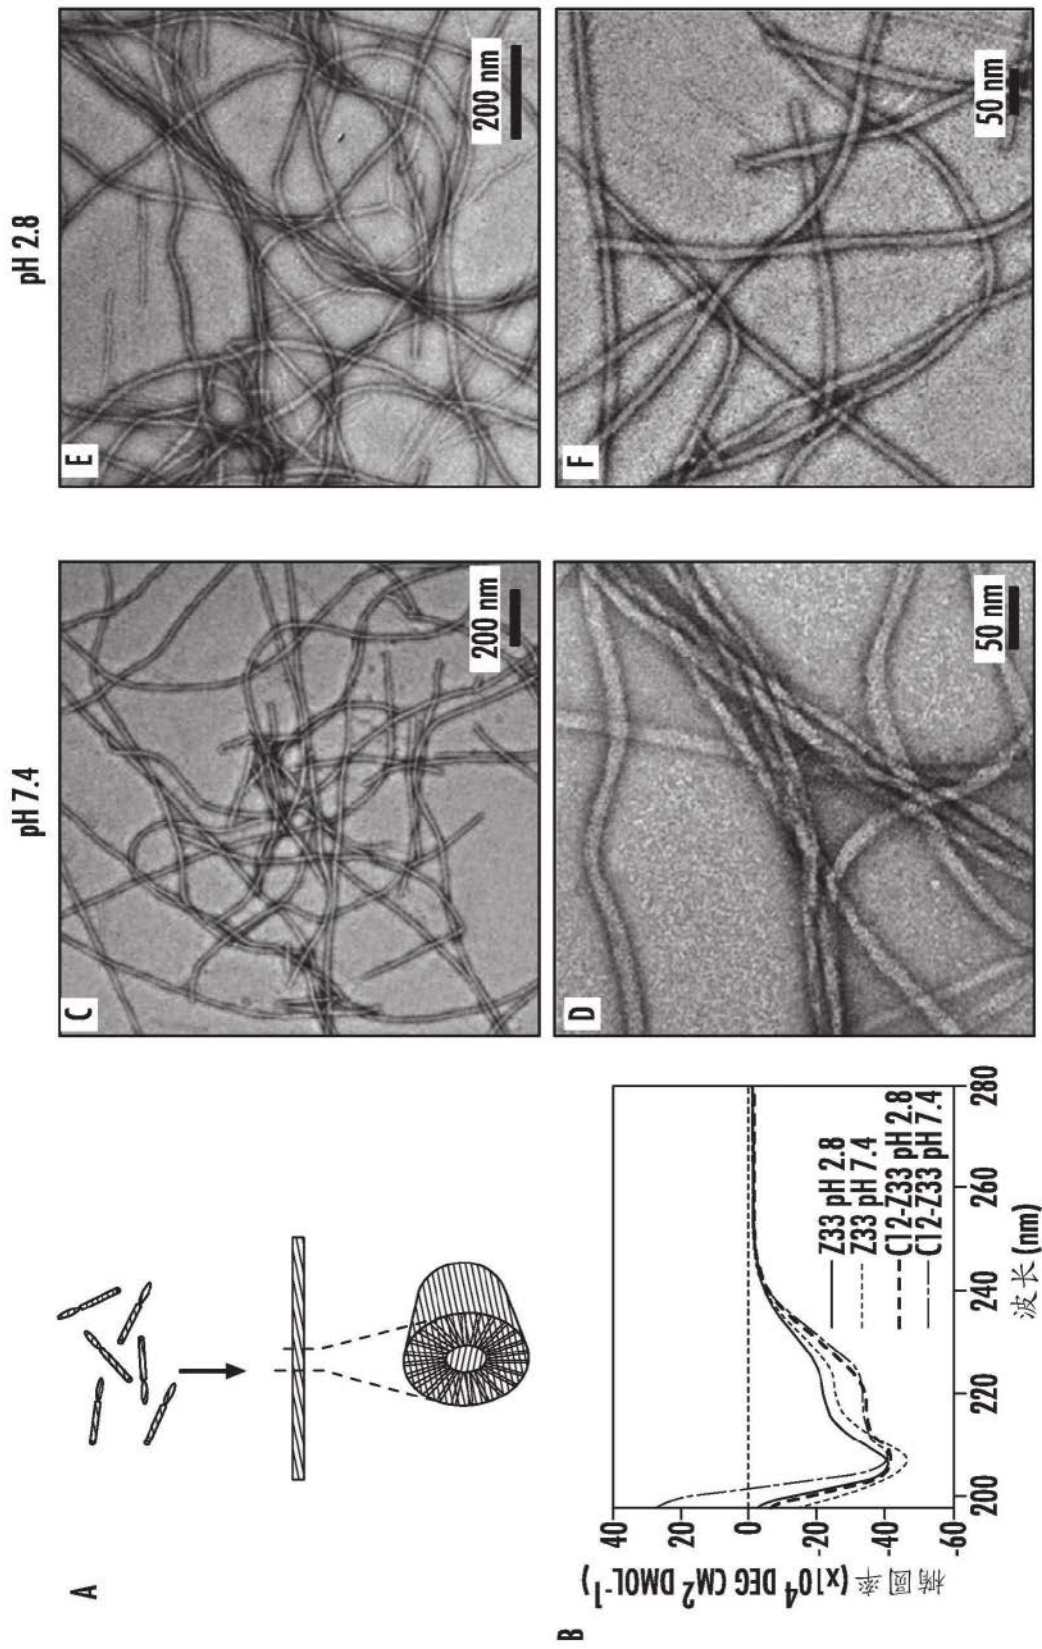 A
B
椭圆率 (x10⁴ DEG CM² DMOL⁻¹)
40
20
0
-20
-40
-60
200
220
240
260
280
波长 (nm)
Z33 pH 2.8
Z33 pH 7.4
C12-Z33 pH 2.8
C12-Z33 pH 7.4
pH 7.4
C
200 nm
D
50 nm
pH 2.8
E
200 nm
F
50 nm